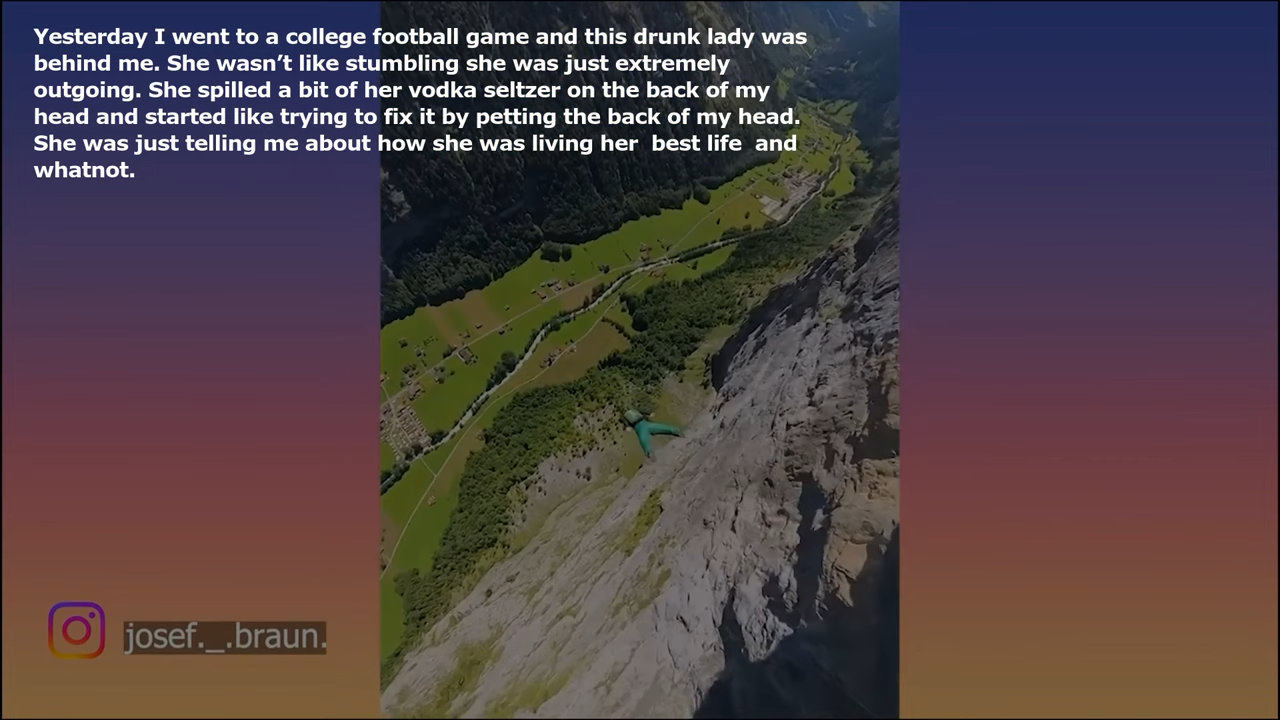 Yesterday I went to a college football game and this drunk lady was
behind me. She wasn’t like stumbling she was just extremely
outgoing. She spilled a bit of her vodka seltzer on the back of my
head and started like trying to fix it by petting the back of my head.
She was just telling me about how she was living her  best life  and
whatnot.
josef._.braun.